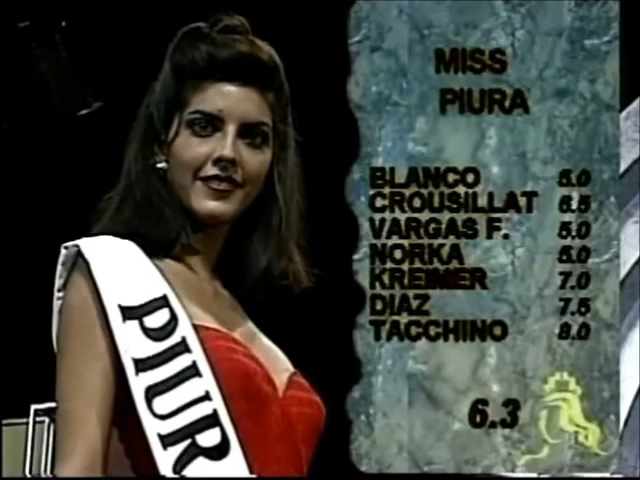 MISS
PIURA
BLANCO 5.0
CROUSILLAT 6.5
VARGAS F. 5.0
NORKA 5.0
KREIMER 7.0
DIAZ 7.5
TACCHINO 8.0
6.3
PIUR